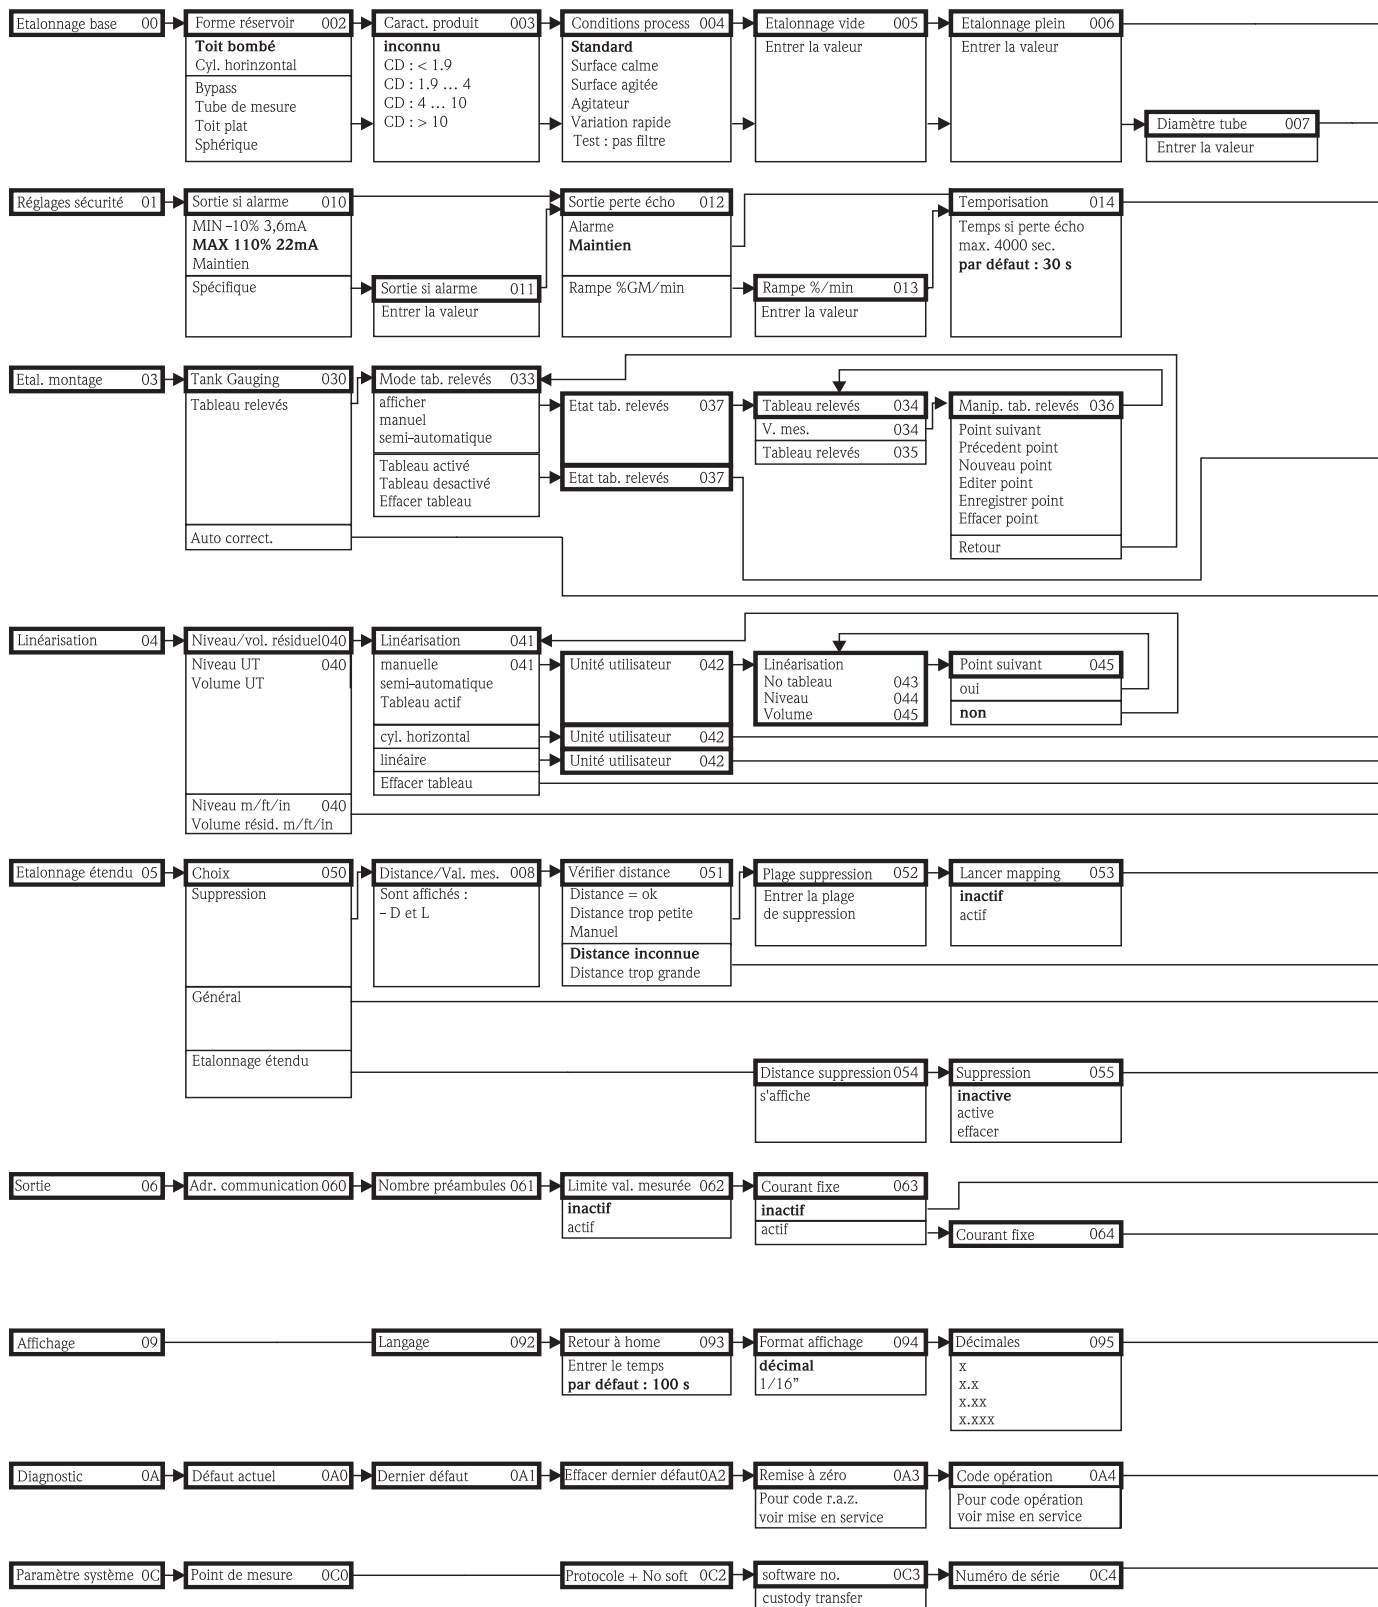 Etalonnage base 00
Forme réservoir 002
Toit bombé
Cyl. horinzontal
Bypass
Tube de mesure
Toit plat
Sphérique
Caract. produit 003
inconnu
CD : < 1.9
CD : 1.9 … 4
CD : 4 … 10
CD : > 10
Conditions process 004
Standard
Surface calme
Surface agitée
Agitateur
Variation rapide
Test : pas filtre
Etalonnage vide 005
Entrer la valeur
Etalonnage plein 006
Entrer la valeur
Diamètre tube 007
Entrer la valeur
Réglages sécurité 01
Sortie si alarme 010
MIN -10% 3,6mA
MAX 110% 22mA
Maintien
Spécifique
Sortie si alarme 011
Entrer la valeur
Sortie perte écho 012
Alarme
Maintien
Rampe %GM/min
Rampe %/min 013
Entrer la valeur
Temporisation 014
Temps si perte écho
max. 4000 sec.
par défaut : 30 s
Etal. montage 03
Tank Gauging 030
Tableau relevés
Auto correct.
Mode tab. relevés 033
afficher
manuel
semi-automatique
Tableau activé
Tableau desactivé
Effacer tableau
Etat tab. relevés 037
Etat tab. relevés 037
Tableau relevés 034
V. mes. 034
Tableau relevés 035
Manip. tab. relevés 036
Point suivant
Précedent point
Nouveau point
Editer point
Enregistrer point
Effacer point
Retour
Linéarisation 04
Niveau/vol. résiduel 040
Niveau UT 040
Volume UT
Niveau m/ft/in 040
Volume résid. m/ft/in
Linéarisation 041
manuelle 041
semi-automatique
Tableau actif
cyl. horizontal
linéaire
Effacer tableau
Unité utilisateur 042
Unité utilisateur 042
Unité utilisateur 042
Linéarisation
No tableau 043
Niveau 044
Volume 045
Point suivant 045
oui
non
Etalonnage étendu 05
Choix 050
Suppression
Général
Etalonnage étendu
Distance/Val. mes. 008
Sont affichés :
- D et L
Vérifier distance 051
Distance = ok
Distance trop petite
Manuel
Distance inconnue
Distance trop grande
Plage suppression 052
Entrer la plage
de suppression
Lancer mapping 053
inactif
actif
Distance suppression 054
s'affiche
Suppression 055
inactive
active
effacer
Sortie 06
Adr. communication 060
Nombre préambules 061
Limite val. mesurée 062
inactif
actif
Courant fixe 063
inactif
actif
Courant fixe 064
Affichage 09
Langage 092
Retour à home 093
Entrer le temps
par défaut : 100 s
Format affichage 094
décimal
1/16”
Décimales 095
x
x.x
x.xx
x.xxx
Diagnostic 0A
Défaut actuel 0A0
Dernier défaut 0A1
Effacer dernier défaut 0A2
Remise à zéro 0A3
Pour code r.a.z.
voir mise en service
Code opération 0A4
Pour code opération
voir mise en service
Paramètre système 0C
Point de mesure 0C0
Protocole + No soft 0C2
software no. 0C3
custody transfer
Numéro de série 0C4